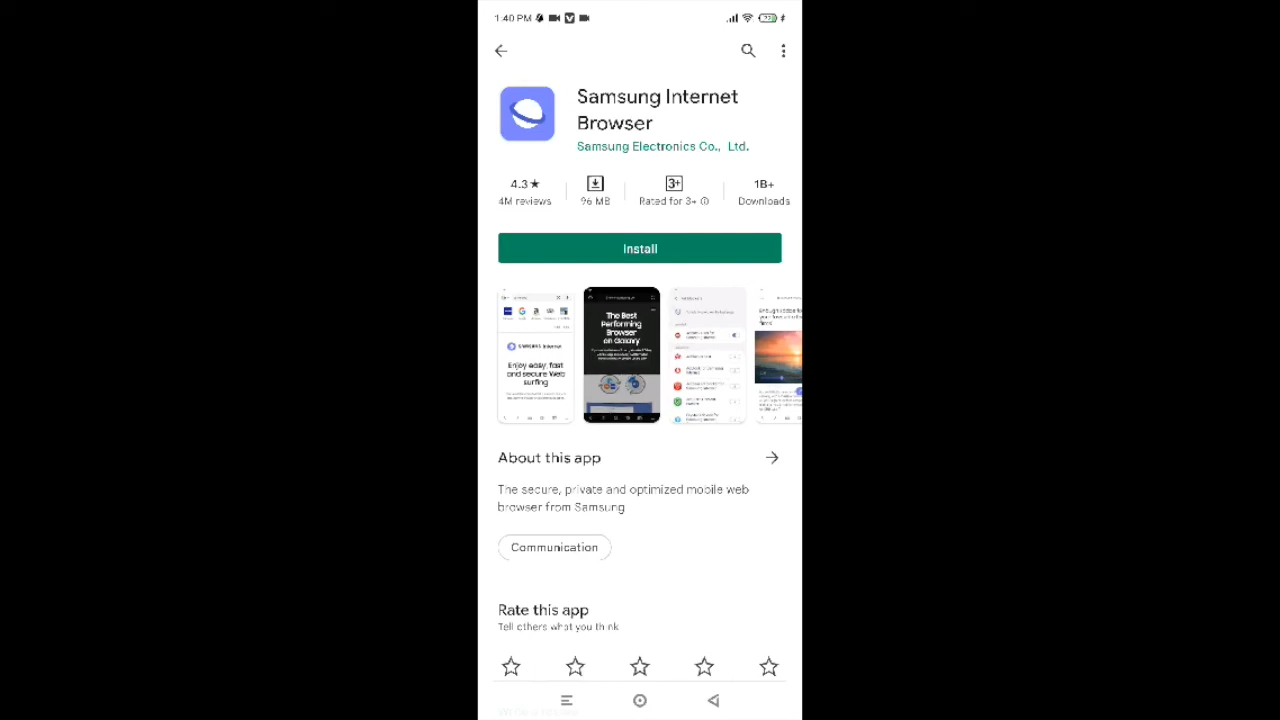 1:40 PM
Samsung Internet
Browser
Samsung Electronics Co., Ltd.
4.3★
4M reviews
96 MB
3+
Rated for 3+
1B+
Downloads
Install
SAMSUNG Internet
Enjoy easy, fast
and secure Web
surfing
The Best
Performing
Browser
on Galaxy
About this app
The secure, private and optimized mobile web
browser from Samsung
Communication
Rate this app
Tell others what you think